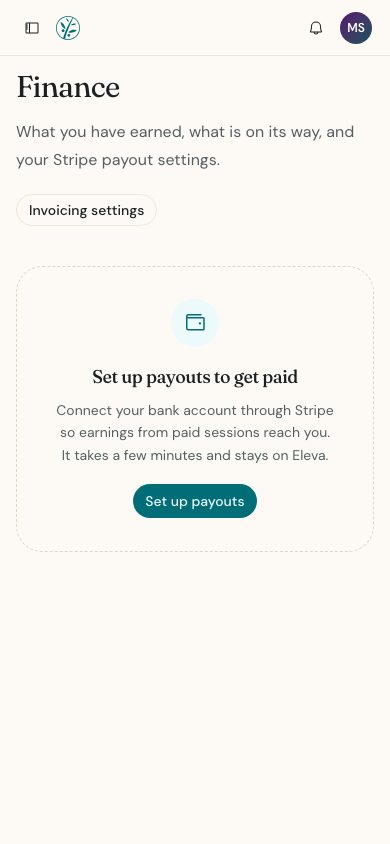 MS
Finance
What you have earned, what is on its way, and
your Stripe payout settings.
Invoicing settings
Set up payouts to get paid
Connect your bank account through Stripe
so earnings from paid sessions reach you.
It takes a few minutes and stays on Eleva.
Set up payouts